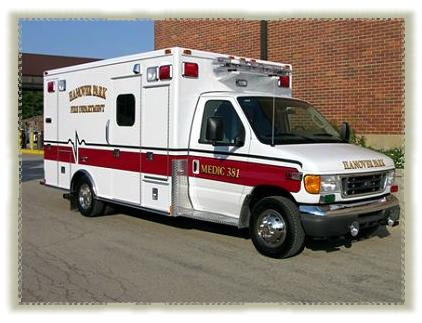 HANOVER PARK
FIRE DEPARTMENT
MEDIC 381
HANOVER PARK